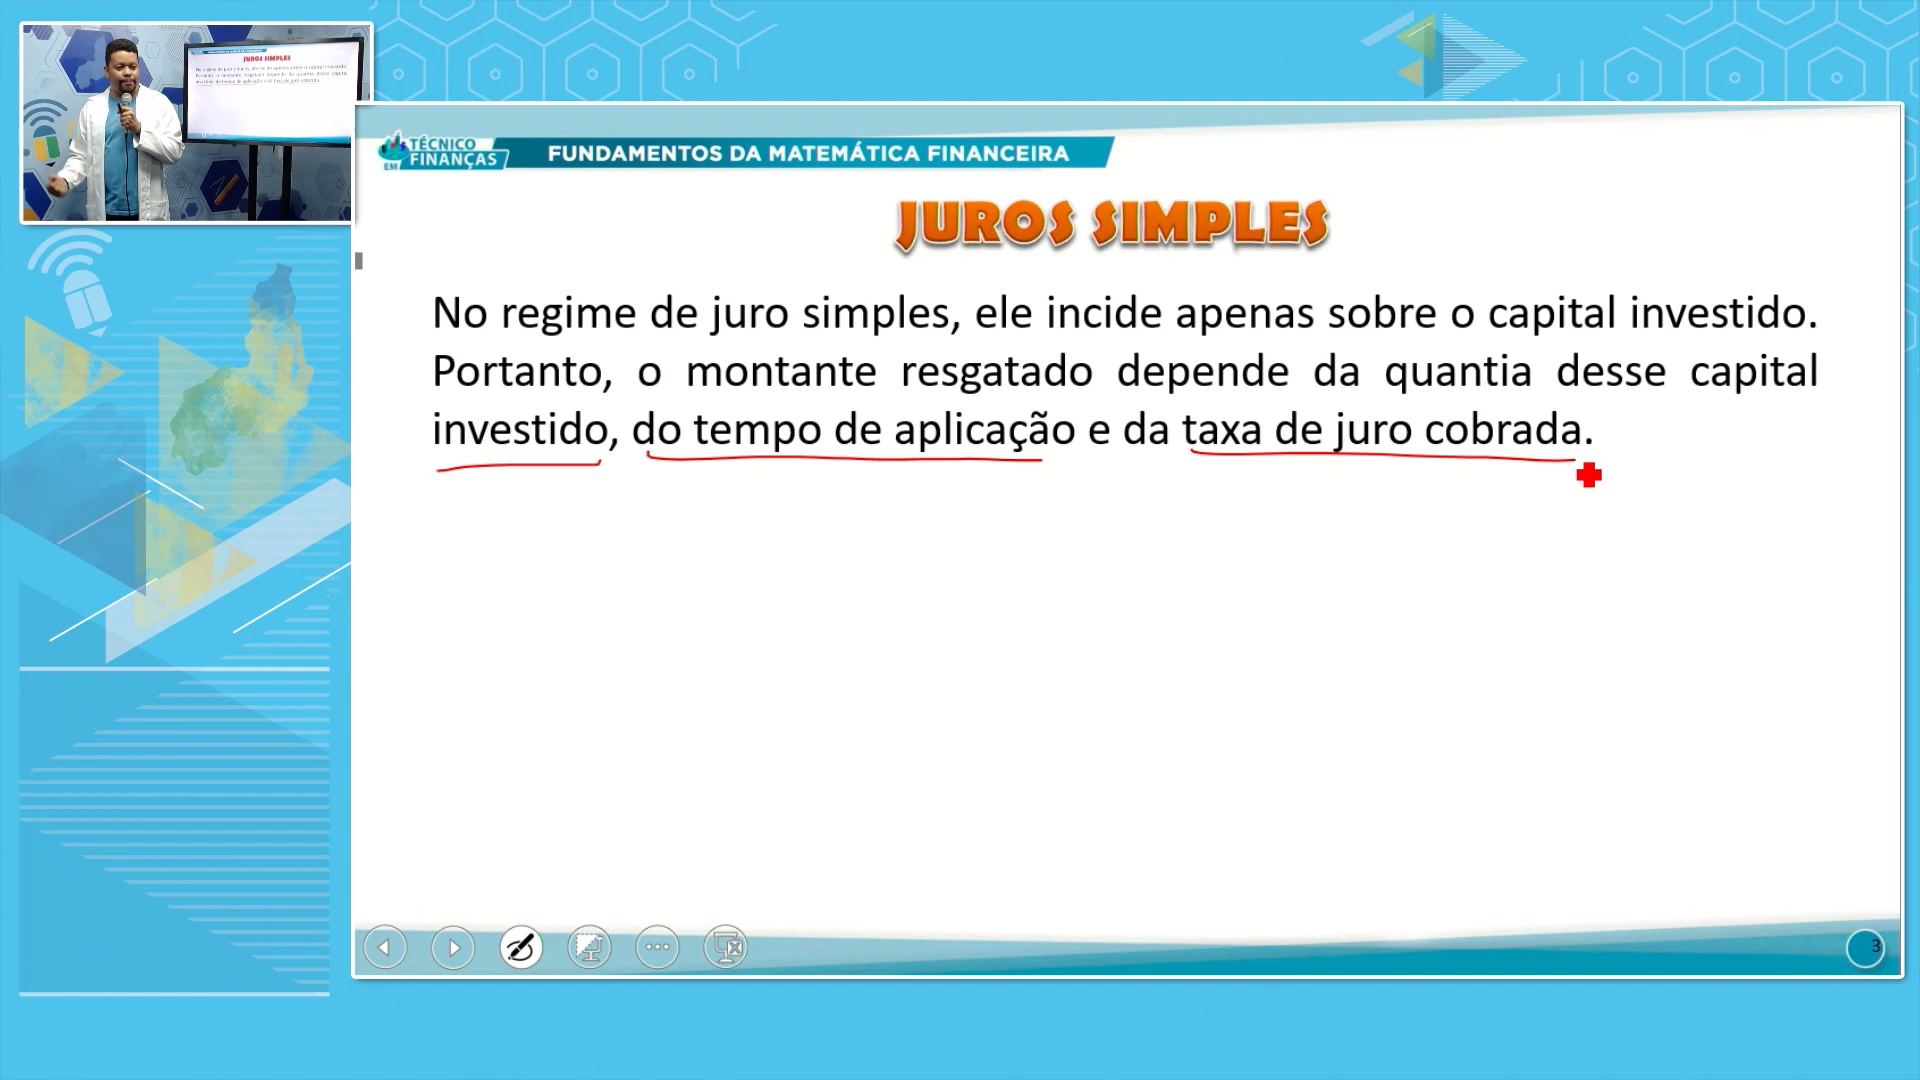 TÉCNICO
EM FINANÇAS
FUNDAMENTOS DA MATEMÁTICA FINANCEIRA
JUROS SIMPLES
No regime de juro simples, ele incide apenas sobre o capital investido.
Portanto, o montante resgatado depende da quantia desse capital
investido, do tempo de aplicação e da taxa de juro cobrada.
3
JUROS SIMPLES